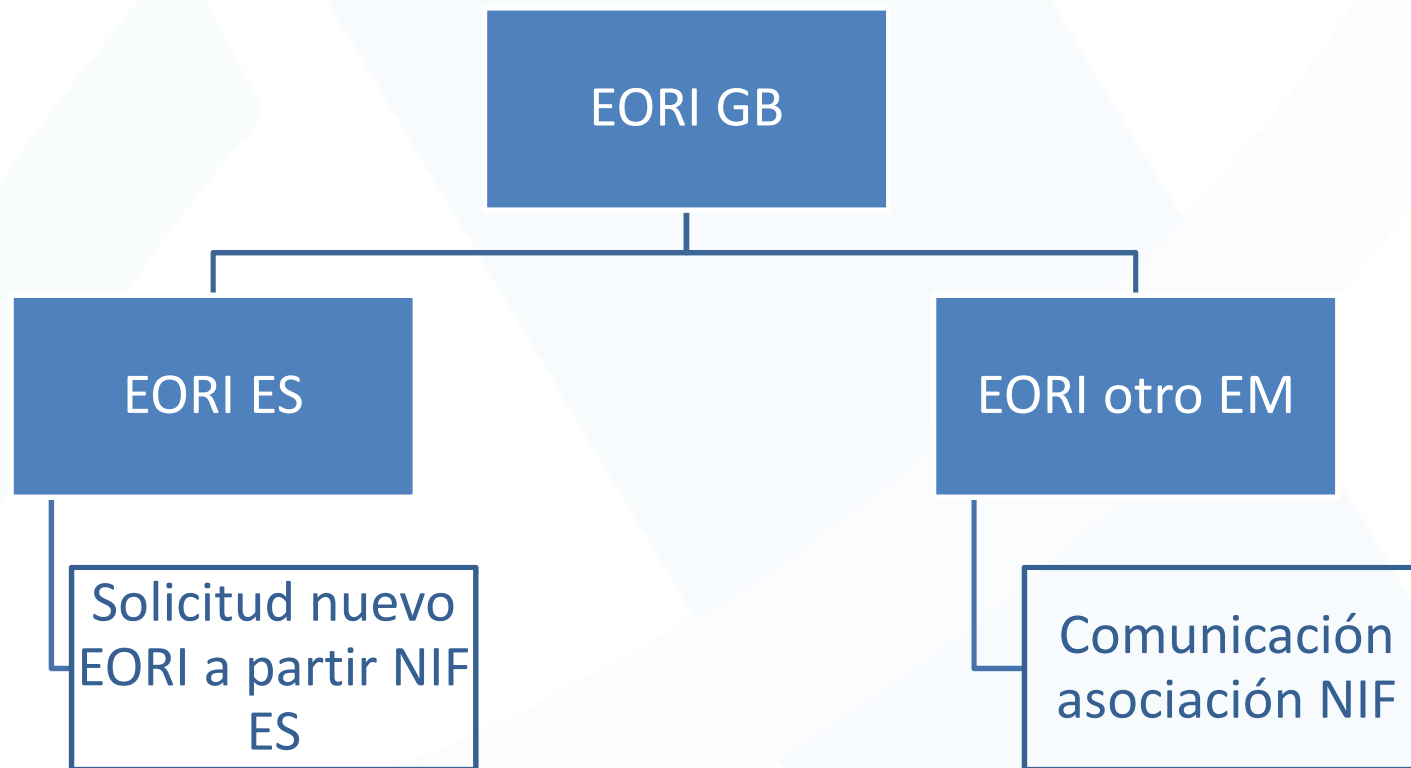 EORI GB
EORI ES
EORI otro EM
Solicitud nuevo
EORI a partir NIF
ES
Comunicación
asociación NIF